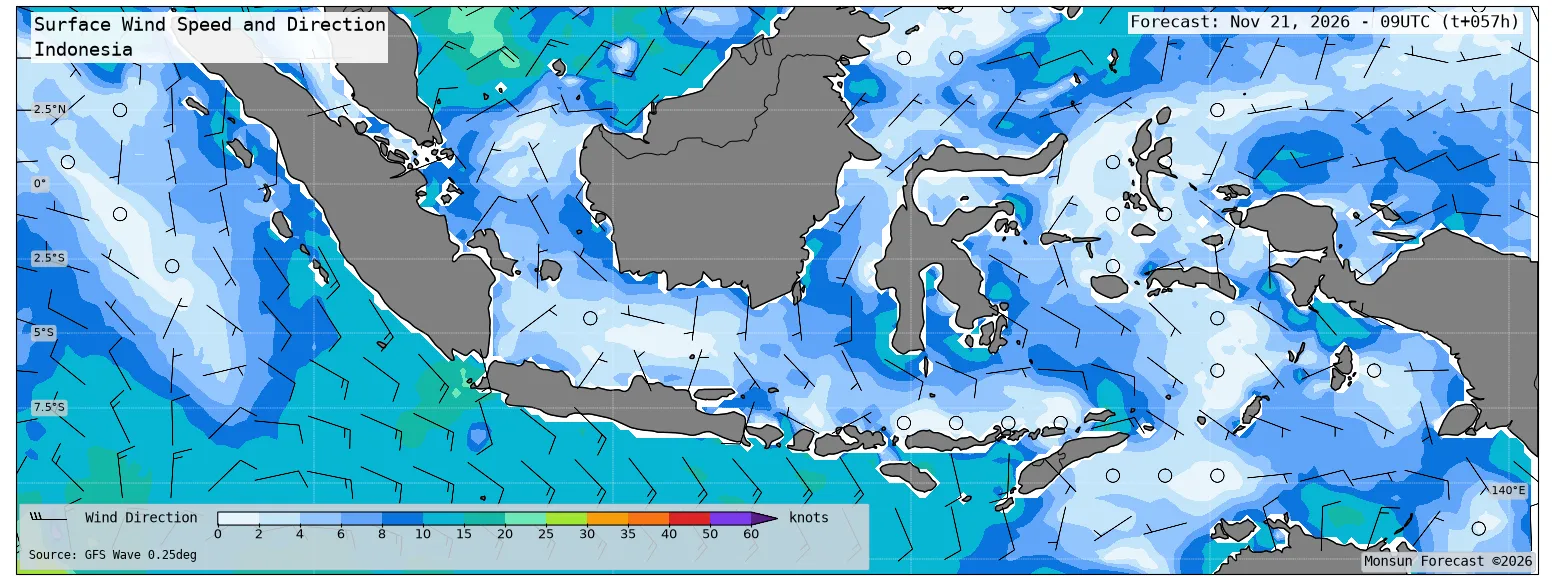 Surface Wind Speed and Direction
Indonesia
Forecast: Nov 21, 2026 - 09UTC (t+057h)
2.5°N
0°
2.5°S
5°S
7.5°S
140°E
Wind Direction
0 2 4 6 8 10 15 20 25 30 35 40 50 60
knots
Source: GFS Wave 0.25deg
Monsun Forecast ©2026